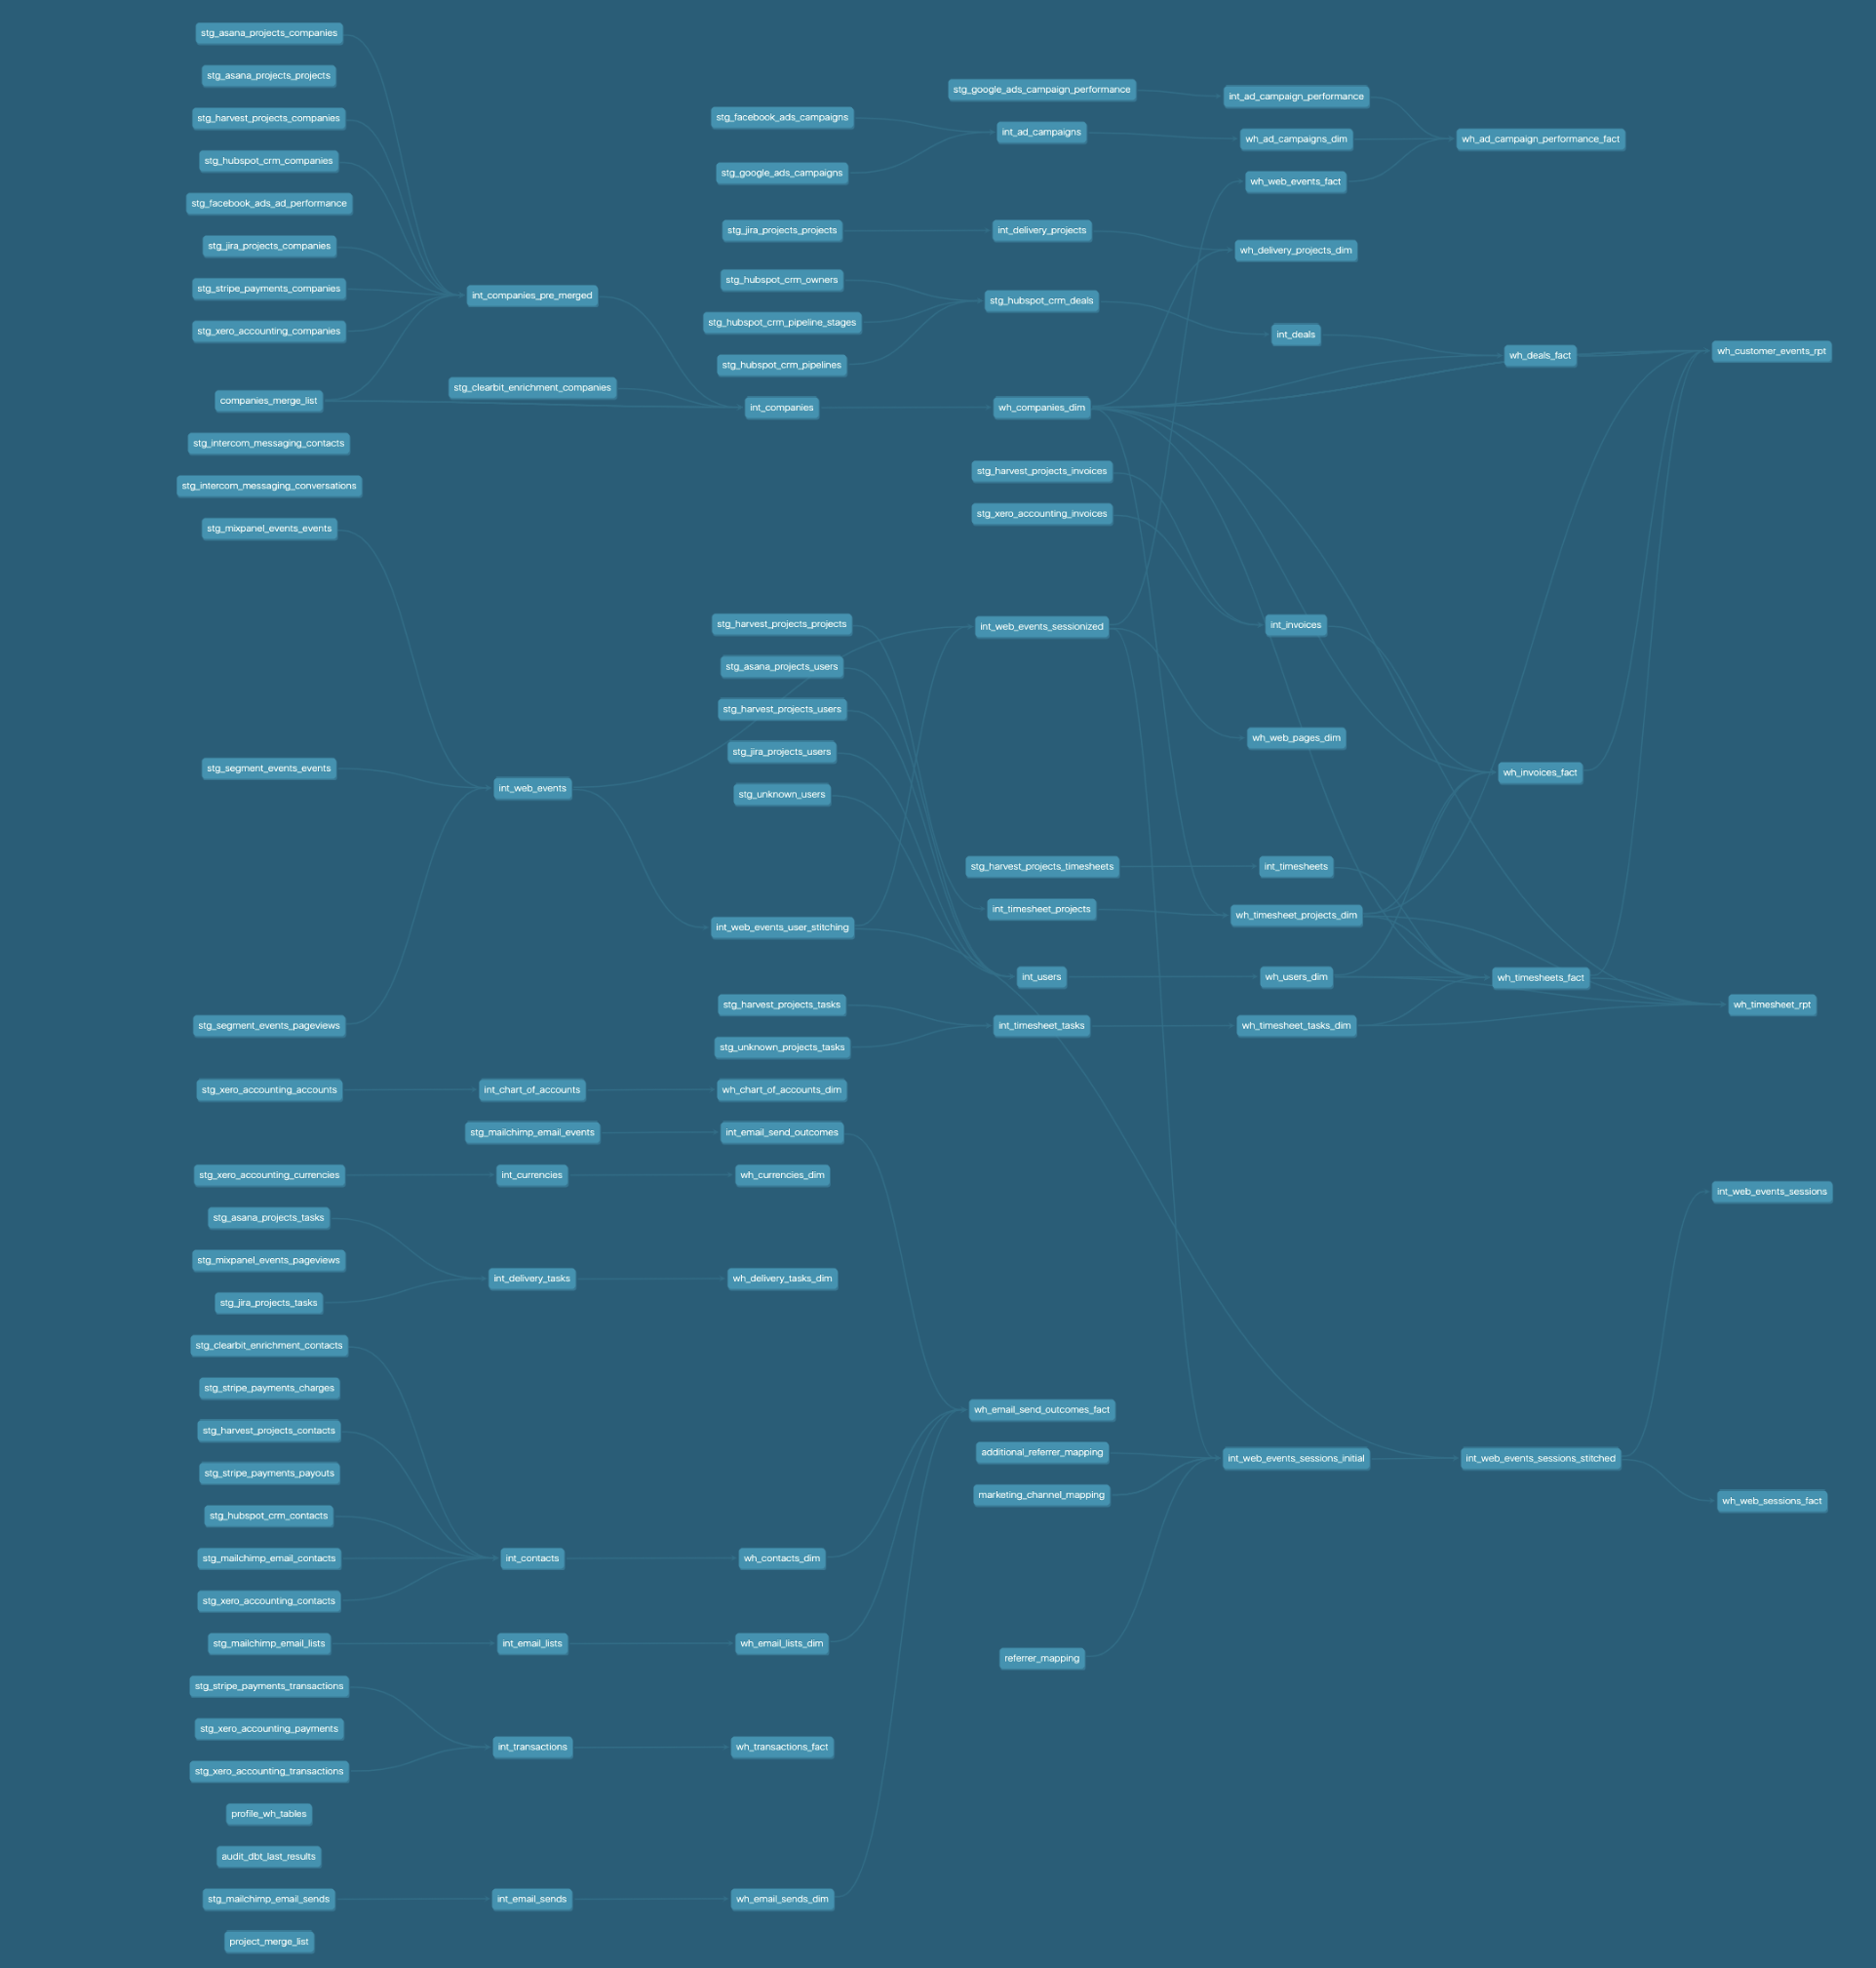 stg_asana_projects_companies
stg_asana_projects_projects
stg_harvest_projects_companies
stg_hubspot_crm_companies
stg_facebook_ads_ad_performance
stg_jira_projects_companies
stg_stripe_payments_companies
stg_xero_accounting_companies
companies_merge_list
stg_intercom_messaging_contacts
stg_intercom_messaging_conversations
stg_mixpanel_events_events
stg_segment_events_events
stg_segment_events_pageviews
stg_xero_accounting_accounts
stg_xero_accounting_currencies
stg_asana_projects_tasks
stg_mixpanel_events_pageviews
stg_jira_projects_tasks
stg_clearbit_enrichment_contacts
stg_stripe_payments_charges
stg_harvest_projects_contacts
stg_stripe_payments_payouts
stg_hubspot_crm_contacts
stg_mailchimp_email_contacts
stg_xero_accounting_contacts
stg_mailchimp_email_lists
stg_stripe_payments_transactions
stg_xero_accounting_payments
stg_xero_accounting_transactions
profile_wh_tables
audit_dbt_last_results
stg_mailchimp_email_sends
project_merge_list
int_companies_pre_merged
stg_clearbit_enrichment_companies
int_web_events
int_chart_of_accounts
stg_mailchimp_email_events
int_currencies
int_delivery_tasks
int_contacts
int_email_lists
int_transactions
int_email_sends
stg_facebook_ads_campaigns
stg_google_ads_campaigns
stg_jira_projects_projects
stg_hubspot_crm_owners
stg_hubspot_crm_pipeline_stages
stg_hubspot_crm_pipelines
int_companies
stg_harvest_projects_projects
stg_asana_projects_users
stg_harvest_projects_users
stg_jira_projects_users
stg_unknown_users
int_web_events_user_stitching
stg_harvest_projects_tasks
stg_unknown_projects_tasks
wh_chart_of_accounts_dim
int_email_send_outcomes
wh_currencies_dim
wh_delivery_tasks_dim
wh_contacts_dim
wh_email_lists_dim
wh_transactions_fact
wh_email_sends_dim
stg_google_ads_campaign_performance
int_ad_campaigns
int_delivery_projects
stg_hubspot_crm_deals
wh_companies_dim
stg_harvest_projects_invoices
stg_xero_accounting_invoices
int_web_events_sessionized
stg_harvest_projects_timesheets
int_timesheet_projects
int_users
int_timesheet_tasks
wh_email_send_outcomes_fact
additional_referrer_mapping
marketing_channel_mapping
referrer_mapping
int_ad_campaign_performance
wh_ad_campaigns_dim
wh_web_events_fact
wh_delivery_projects_dim
int_deals
int_invoices
wh_web_pages_dim
int_timesheets
wh_timesheet_projects_dim
wh_users_dim
wh_timesheet_tasks_dim
int_web_events_sessions_initial
wh_ad_campaign_performance_fact
wh_deals_fact
wh_invoices_fact
wh_timesheets_fact
int_web_events_sessions_stitched
wh_customer_events_rpt
wh_timesheet_rpt
int_web_events_sessions
wh_web_sessions_fact